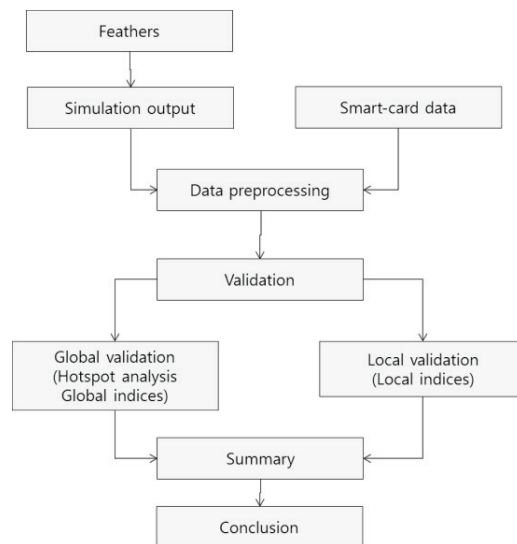 Feathers
Simulation output
Smart-card data
Data preprocessing
Validation
Global validation
(Hotspot analysis
Global indices)
Local validation
(Local indices)
Summary
Conclusion